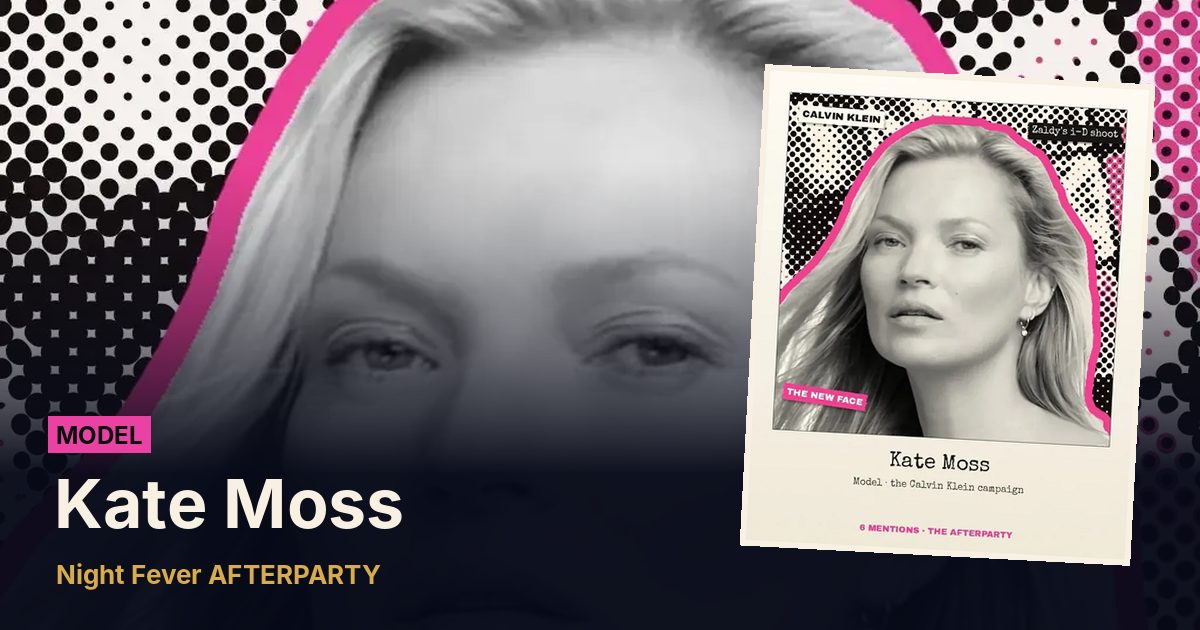 MODEL
Kate Moss
Night Fever AFTERPARTY
CALVIN KLEIN
Zaldy's i-D shoot
THE NEW FACE
Kate Moss
Model · the Calvin Klein campaign
6 MENTIONS · THE AFTERPARTY